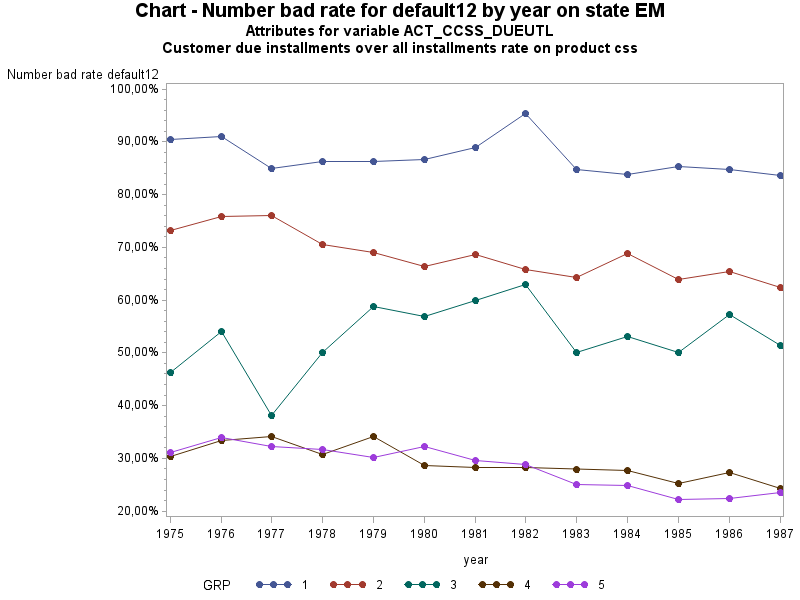 Chart - Number bad rate for default12 by year on state EM
Attributes for variable ACT_CCSS_DUEUTL
Customer due installments over all installments rate on product css
Number bad rate default12
100,00%
90,00%
80,00%
70,00%
60,00%
50,00%
40,00%
30,00%
20,00%
1975 1976 1977 1978 1979 1980 1981 1982 1983 1984 1985 1986 1987
year
GRP 1 2 3 4 5